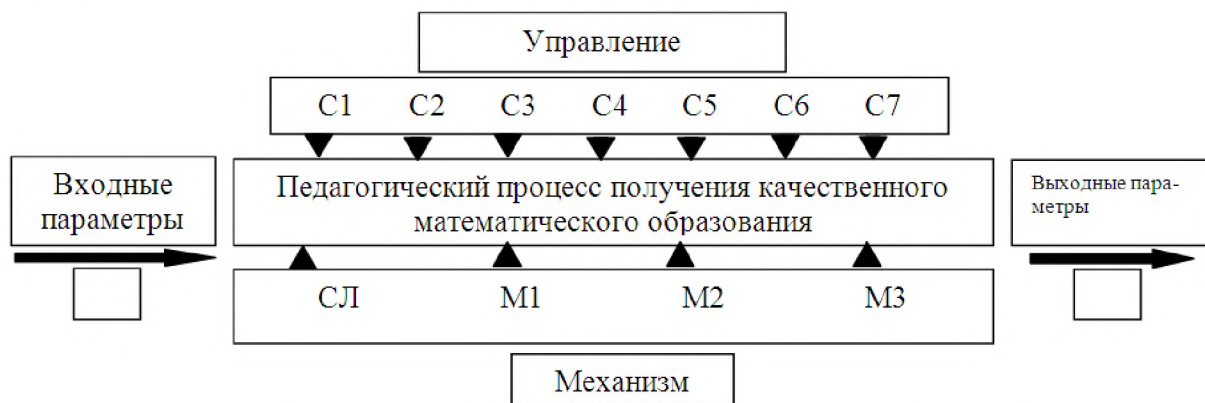 Управление
С1 С2 С3 С4 С5 С6 С7
Входные
параметры
Педагогический процесс получения качественного
математического образования
Выходные пара-
метры
СЛ М1 М2 М3
Механизм